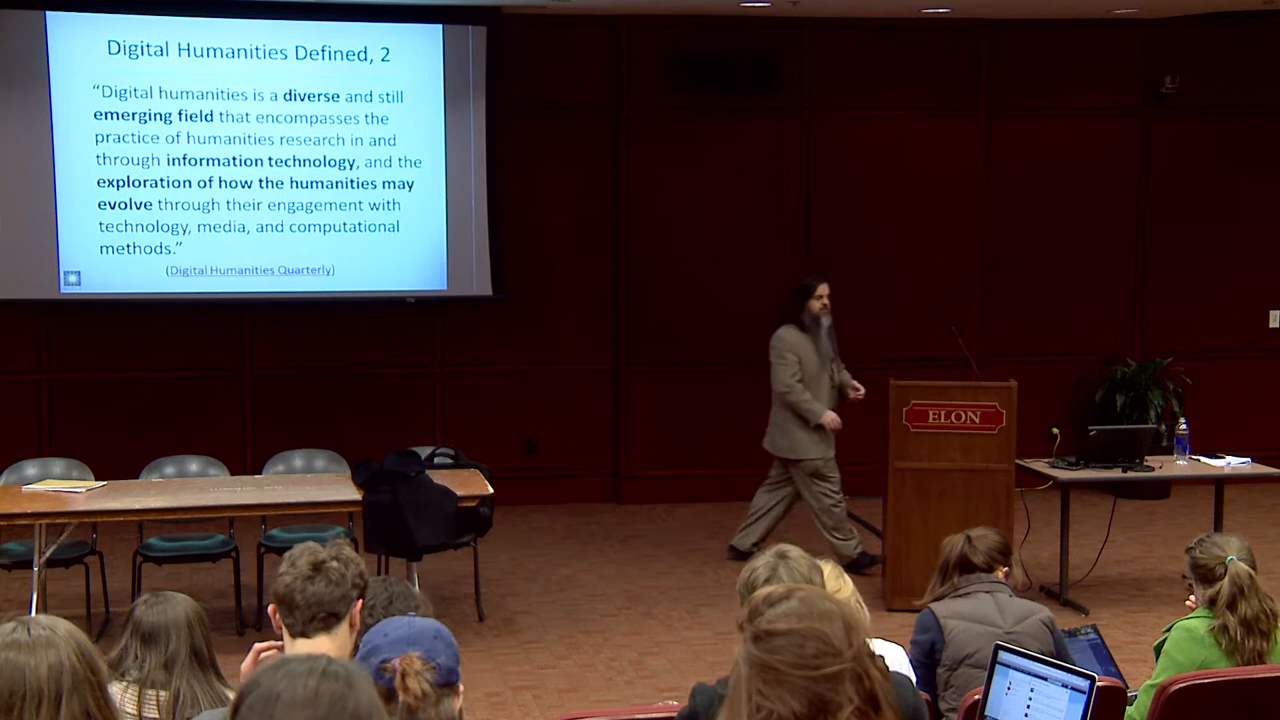 Digital Humanities Defined, 2
“Digital humanities is a diverse and still
emerging field that encompasses the
practice of humanities research in and
through information technology, and the
exploration of how the humanities may
evolve through their engagement with
technology, media, and computational
methods.”
(Digital Humanities Quarterly)
ELON